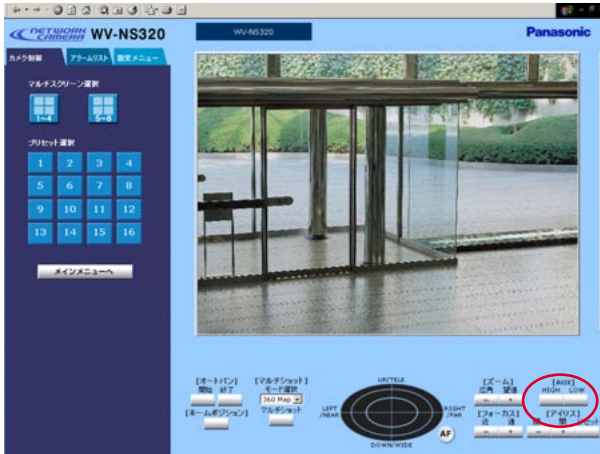 NETWORK CAMERA WV-NS320
WV-NS320
Panasonic
カメラ制御 アラームリスト 設定メニュー
マルチスクリーン選択
1~4 5~8
プリセット選択
1 2 3 4
5 6 7 8
9 10 11 12
13 14 15 16
メインメニューへ
[オートパン]
開始 終了
[ホームポジション]
[マルチショット]
モード選択
360 Map
マルチショット
UP/TELE
LEFT
/NEAR
RIGHT
/FAR
DOWN/WIDE
AF
[ズーム]
広角 望遠
- +
[フォーカス]
近 遠
- +
[AUX]
HIGH LOW
[アイリス]
開
- +